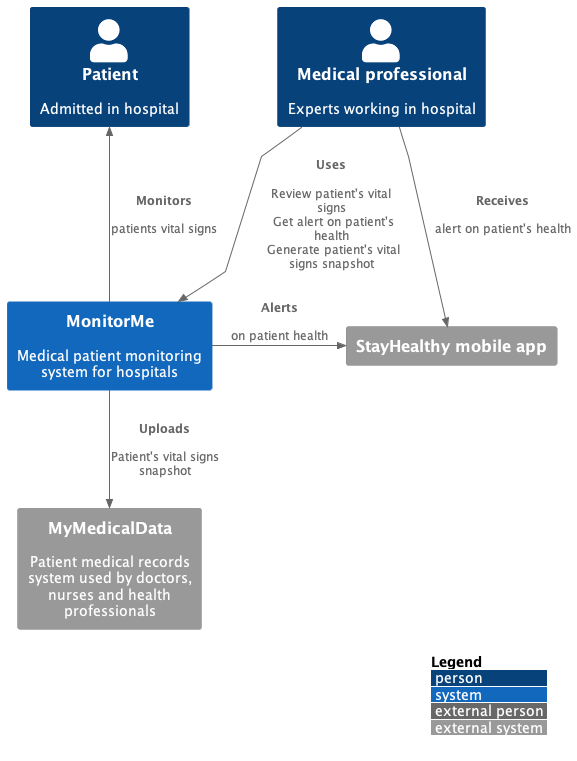 Patient
Admitted in hospital
Medical professional
Experts working in hospital
Monitors
patients vital signs
Uses
Review patient's vital
signs
Get alert on patient's
health
Generate patient's vital
signs snapshot
Receives
alert on patient's health
MonitorMe
Medical patient monitoring
system for hospitals
Alerts
on patient health
StayHealthy mobile app
Uploads
Patient's vital signs
snapshot
MyMedicalData
Patient medical records
system used by doctors,
nurses and health
professionals
Legend
person
system
external person
external system